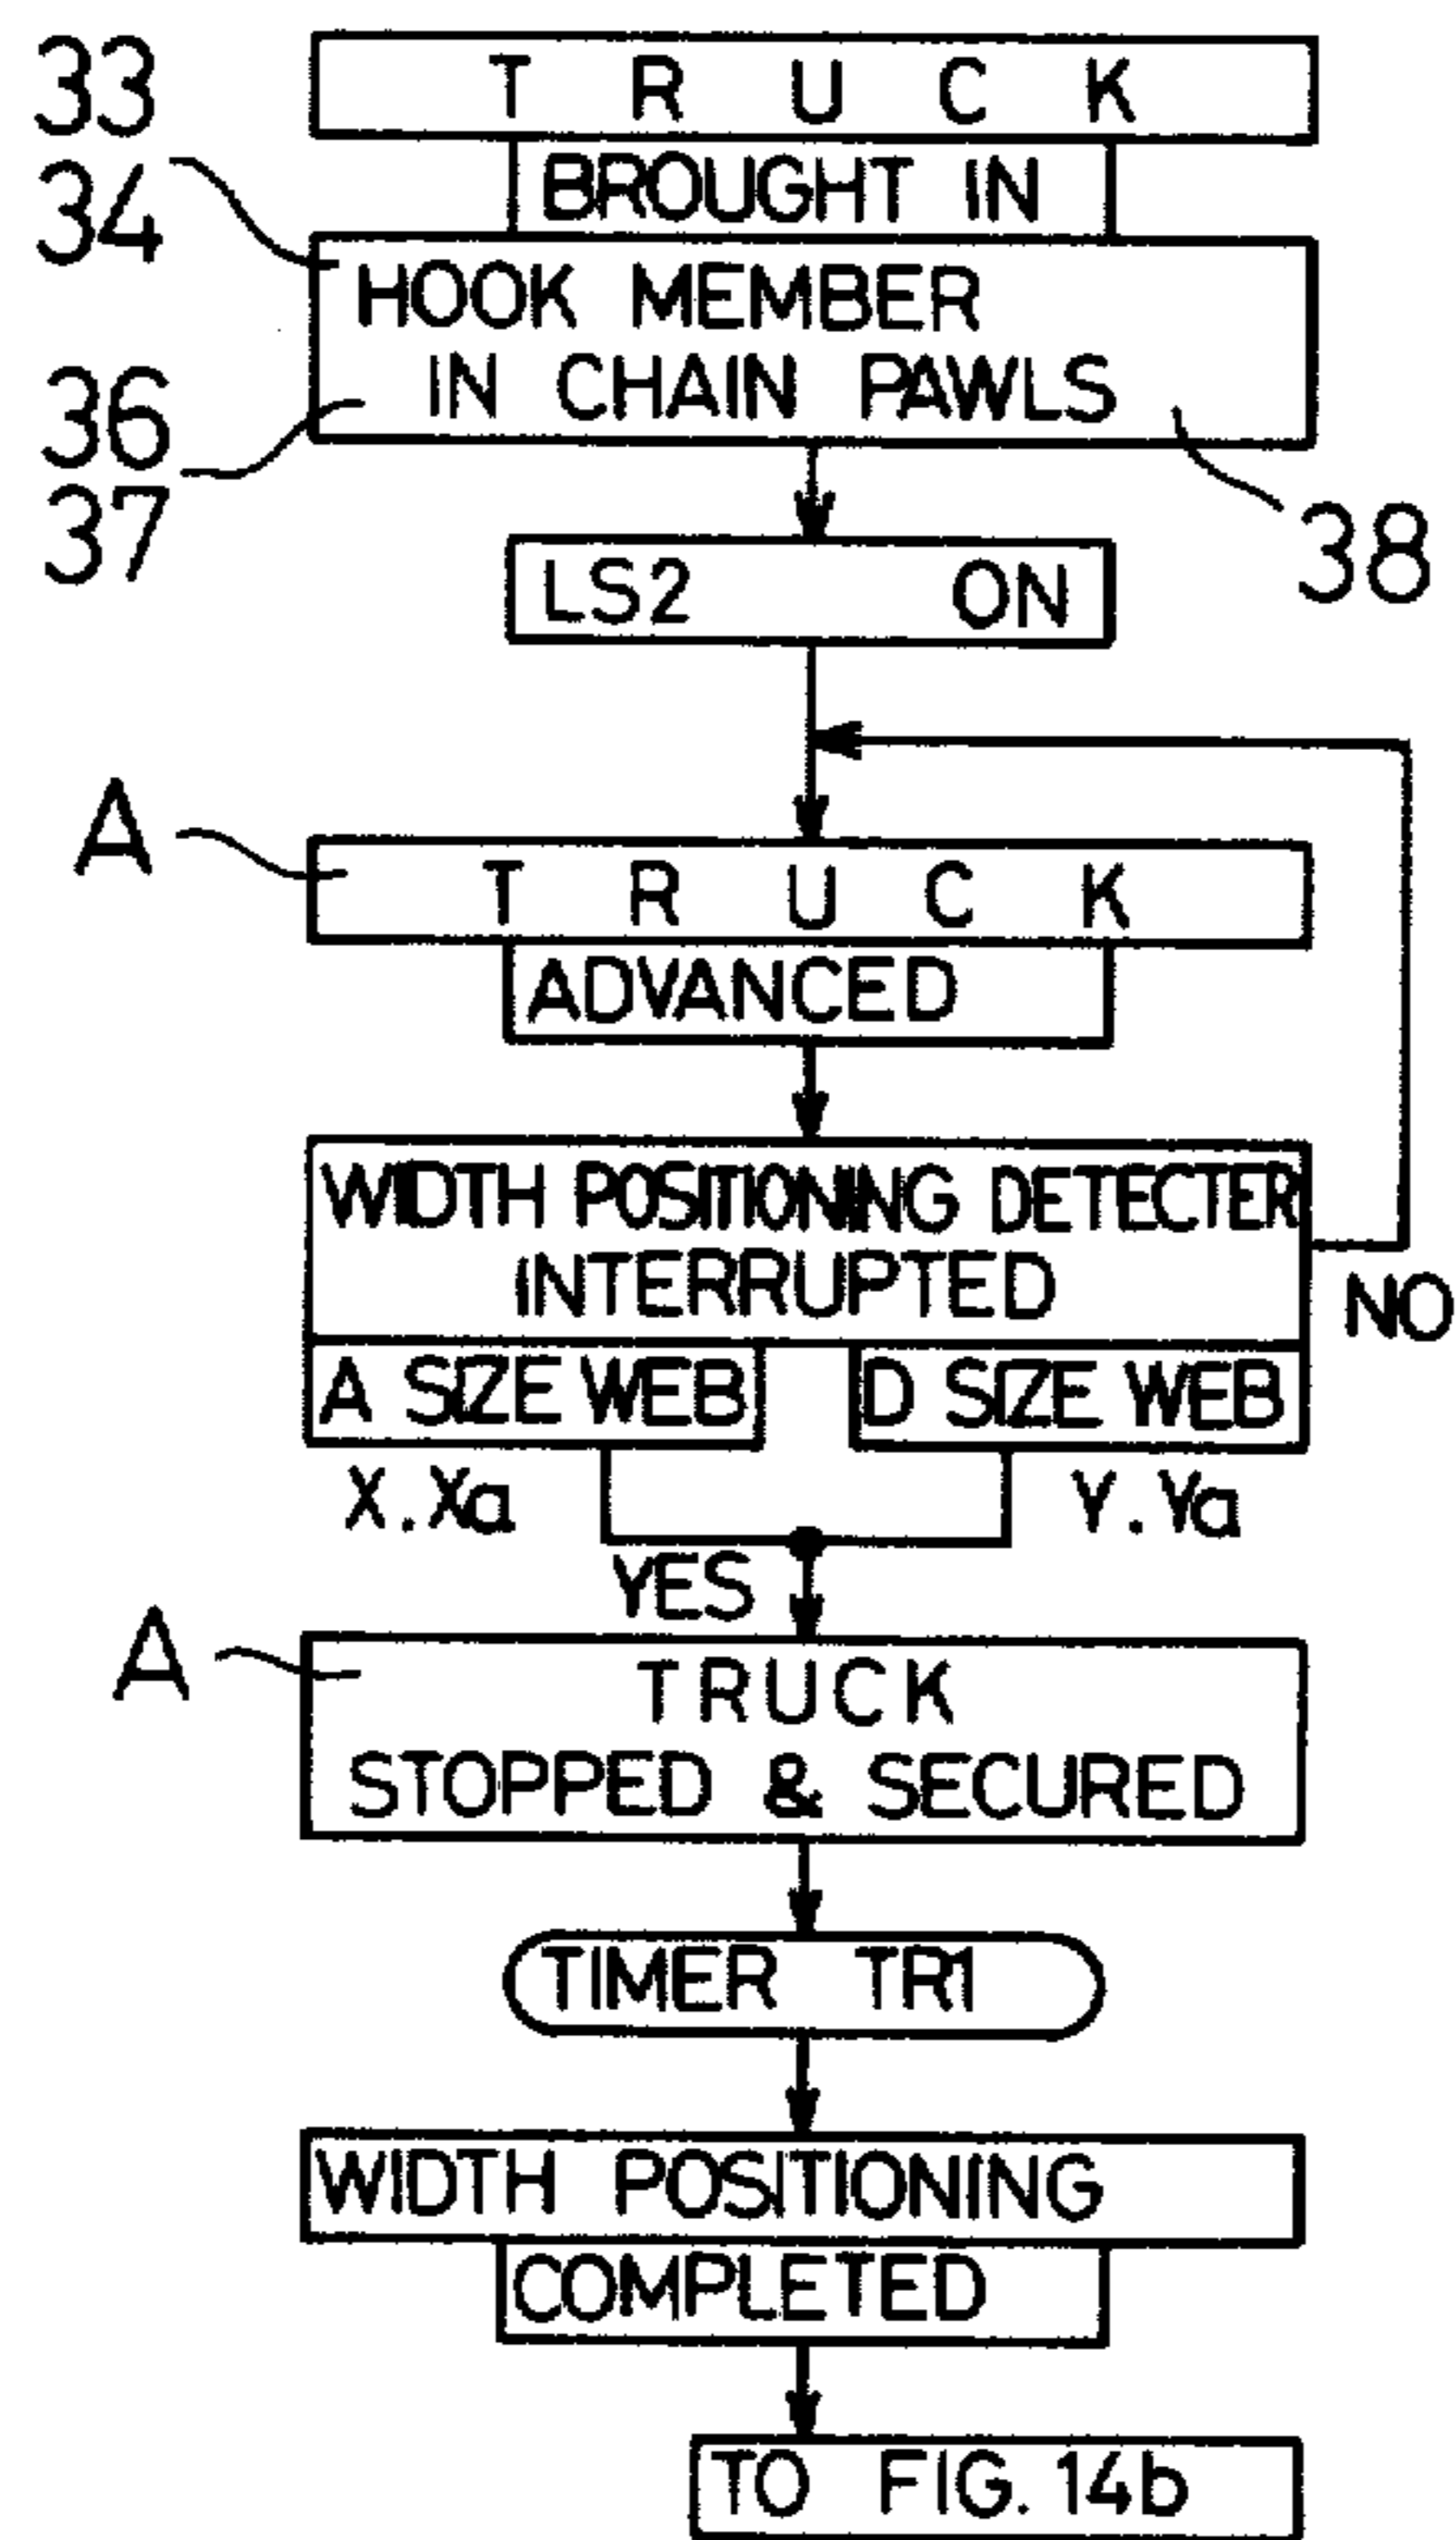 33
T R U C K
BROUGHT IN
34
HOOK MEMBER
IN CHAIN PAWLS
36
37
38
LS2 ON
A
T R U C K
ADVANCED
WIDTH POSITIONING DETECTER
INTERRUPTED
NO
A SIZE WEB
D SIZE WEB
X.Xa
Y.Ya
YES
A
TRUCK
STOPPED & SECURED
TIMER TR1
WIDTH POSITIONING
COMPLETED
TO FIG. 14b